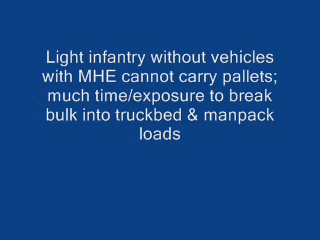 Light infantry without vehicles
with MHE cannot carry pallets;
much time/exposure to break
bulk into truckbed & manpack
loads